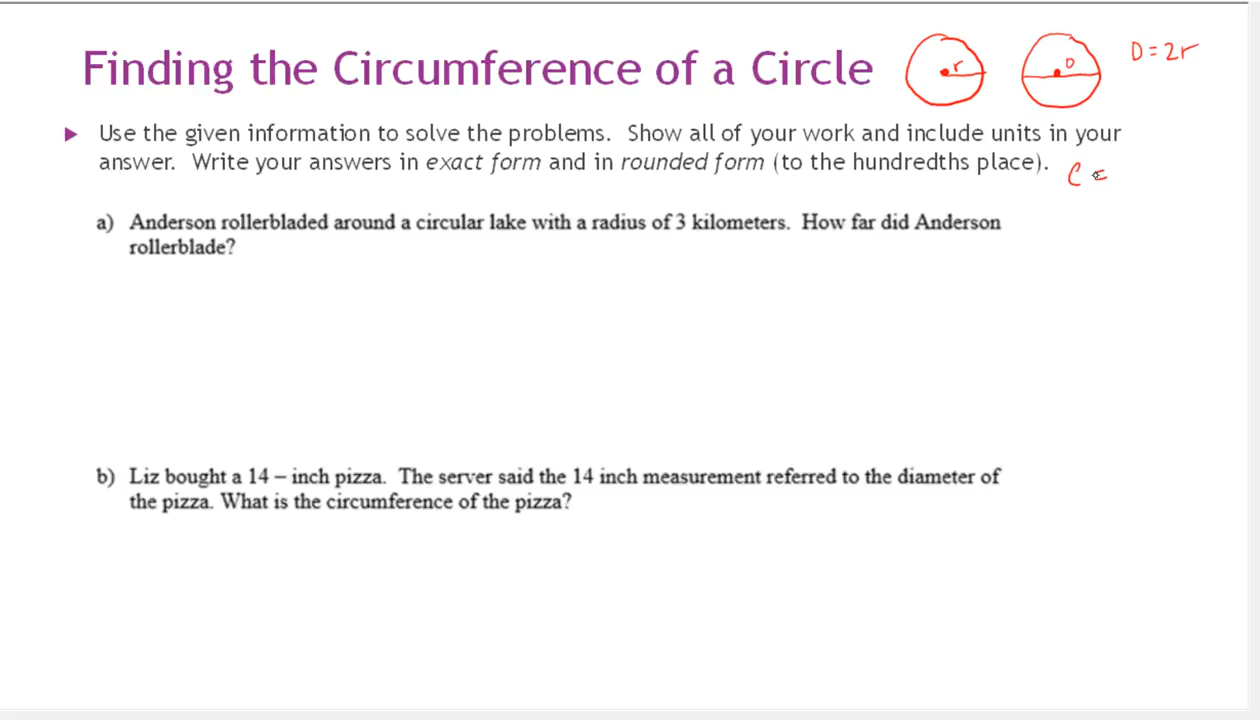 Finding the Circumference of a Circle
r
D
D = 2r
Use the given information to solve the problems. Show all of your work and include units in your
answer. Write your answers in exact form and in rounded form (to the hundredths place).
C =
a) Anderson rollerbladed around a circular lake with a radius of 3 kilometers. How far did Anderson
rollerblade?
b) Liz bought a 14 – inch pizza. The server said the 14 inch measurement referred to the diameter of
the pizza. What is the circumference of the pizza?